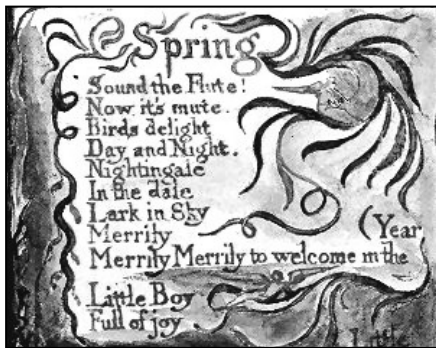 Spring
Sound the Flute!
Now it's mute.
Birds delight
Day and Night.
Nightingale
In the dale
Lark in Sky
Merrily
(Year
Merrily Merrily to welcome in the
Little Boy
Full of joy